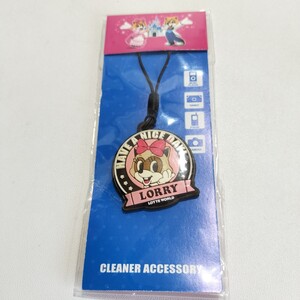 HAVE A NICE DAY
LORRY
LOTTE WORLD
CLEANER ACCESSORY